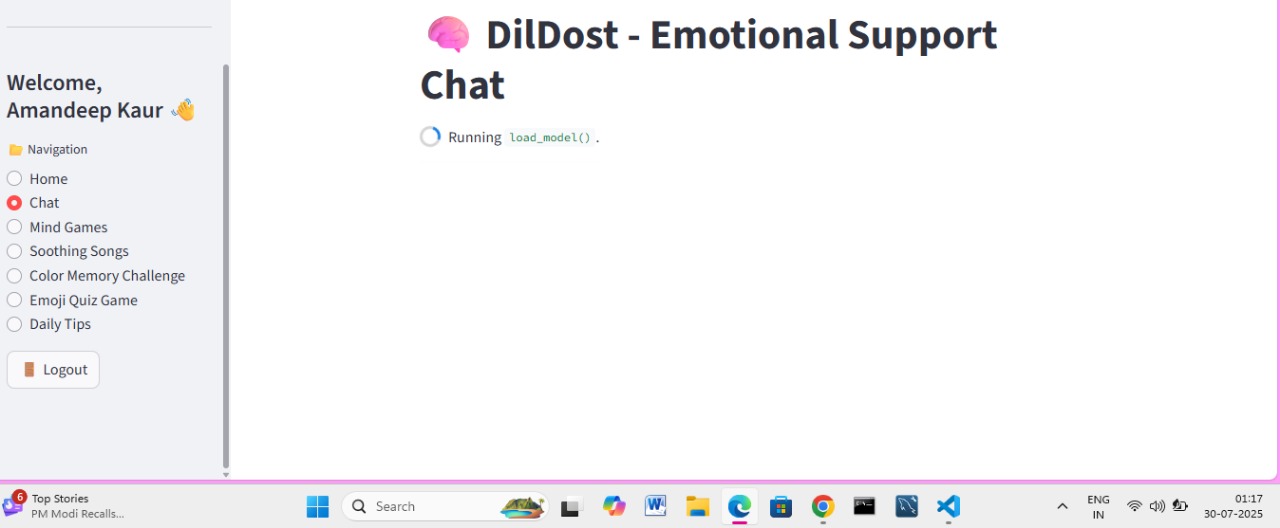 DilDost - Emotional Support
Chat
Running load_model().
Welcome,
Amandeep Kaur
Navigation
Home
Chat
Mind Games
Soothing Songs
Color Memory Challenge
Emoji Quiz Game
Daily Tips
Logout
6
Top Stories
PM Modi Recalls...
Search
ENG
IN
01:17
30-07-2025